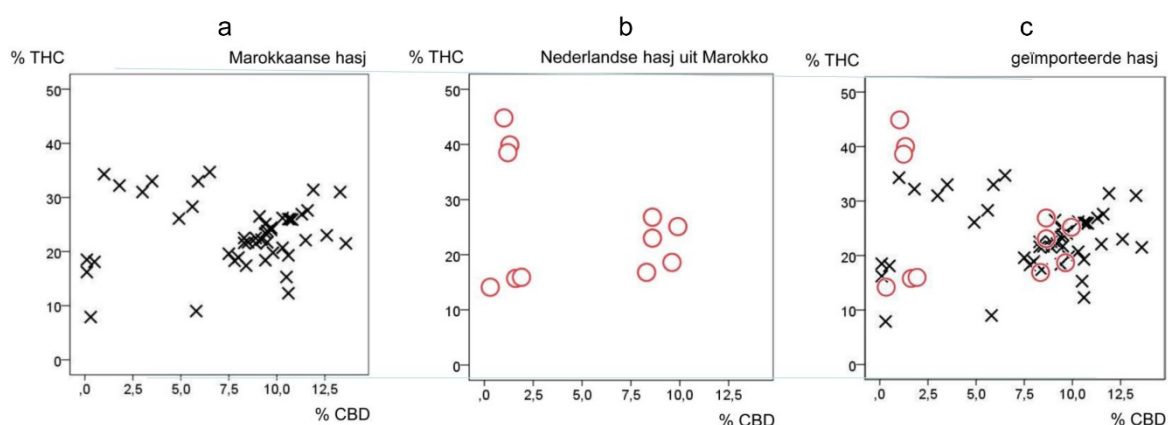 a
% THC
Marokkaanse hasj
50
40
30
20
10
0
,0 2,5 5,0 7,5 10,0 12,5
% CBD
b
% THC
Nederlandse hasj uit Marokko
50
40
30
20
10
0
,0 2,5 5,0 7,5 10,0 12,5
% CBD
c
% THC
geïmporteerde hasj
50
40
30
20
10
0
,0 2,5 5,0 7,5 10,0 12,5
% CBD